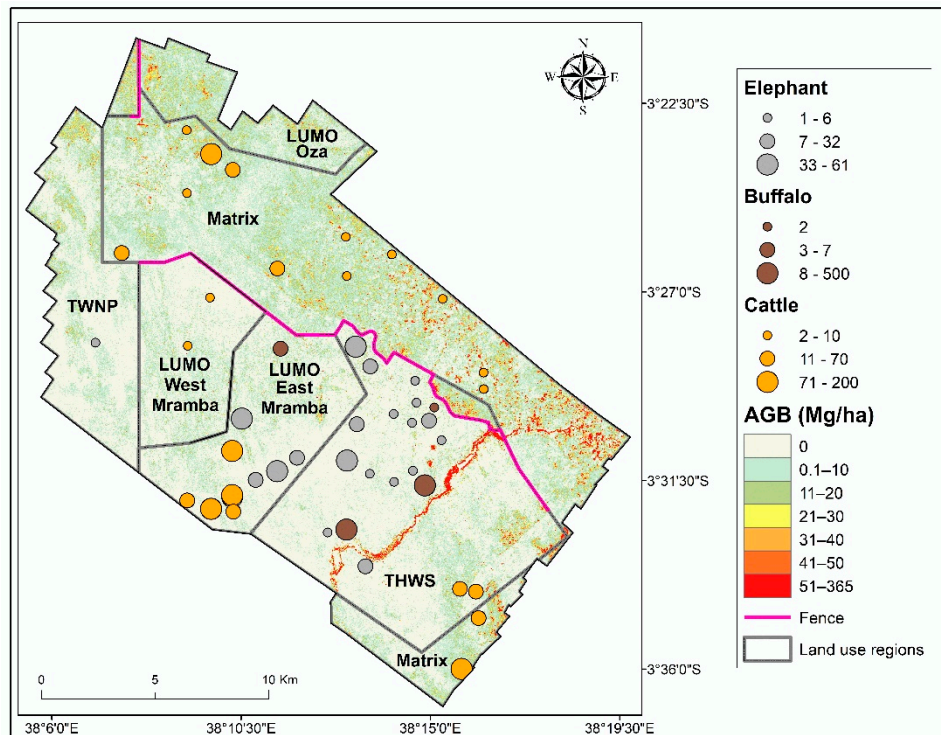 N
W E
S
3°22'30"S
3°27'0"S
3°31'30"S
3°36'0"S
LUMO
Oza
Matrix
TWNP
LUMO
West
Mramba
LUMO
East
Mramba
THWS
Matrix
0 5 10 Km
38°6'0"E 38°10'30"E 38°15'0"E 38°19'30"E
Elephant
1 - 6
7 - 32
33 - 61
Buffalo
2
3 - 7
8 - 500
Cattle
2 - 10
11 - 70
71 - 200
AGB (Mg/ha)
0
0.1–10
11–20
21–30
31–40
41–50
51–365
Fence
Land use regions